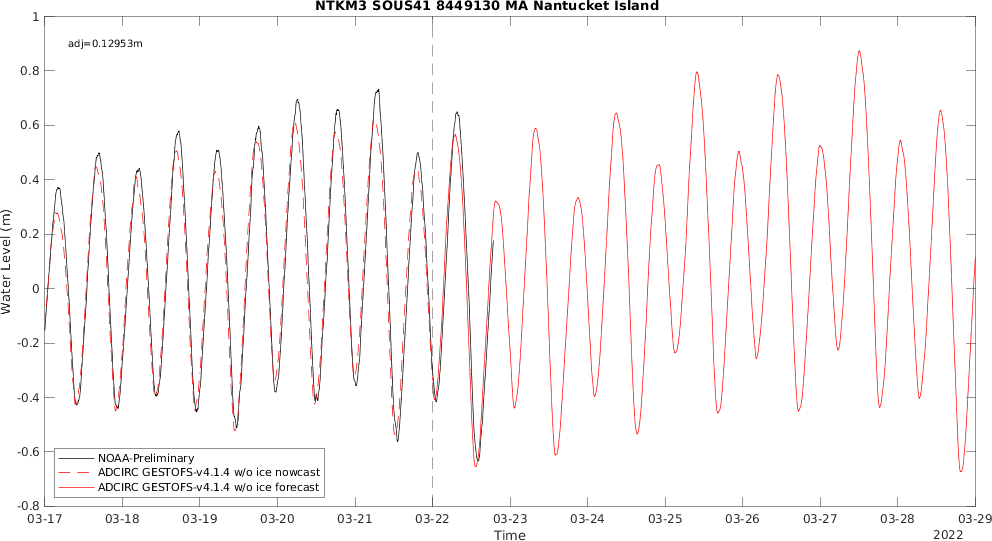 NTKM3 SOUS41 8449130 MA Nantucket Island
adj=0.12953m
1
0.8
0.6
0.4
0.2
0
-0.2
-0.4
-0.6
-0.8
Water Level (m)
NOAA-Preliminary
ADCIRC GESTOFS-v4.1.4 w/o ice nowcast
ADCIRC GESTOFS-v4.1.4 w/o ice forecast
03-17 03-18 03-19 03-20 03-21 03-22 03-23 03-24 03-25 03-26 03-27 03-28 03-29
Time
2022